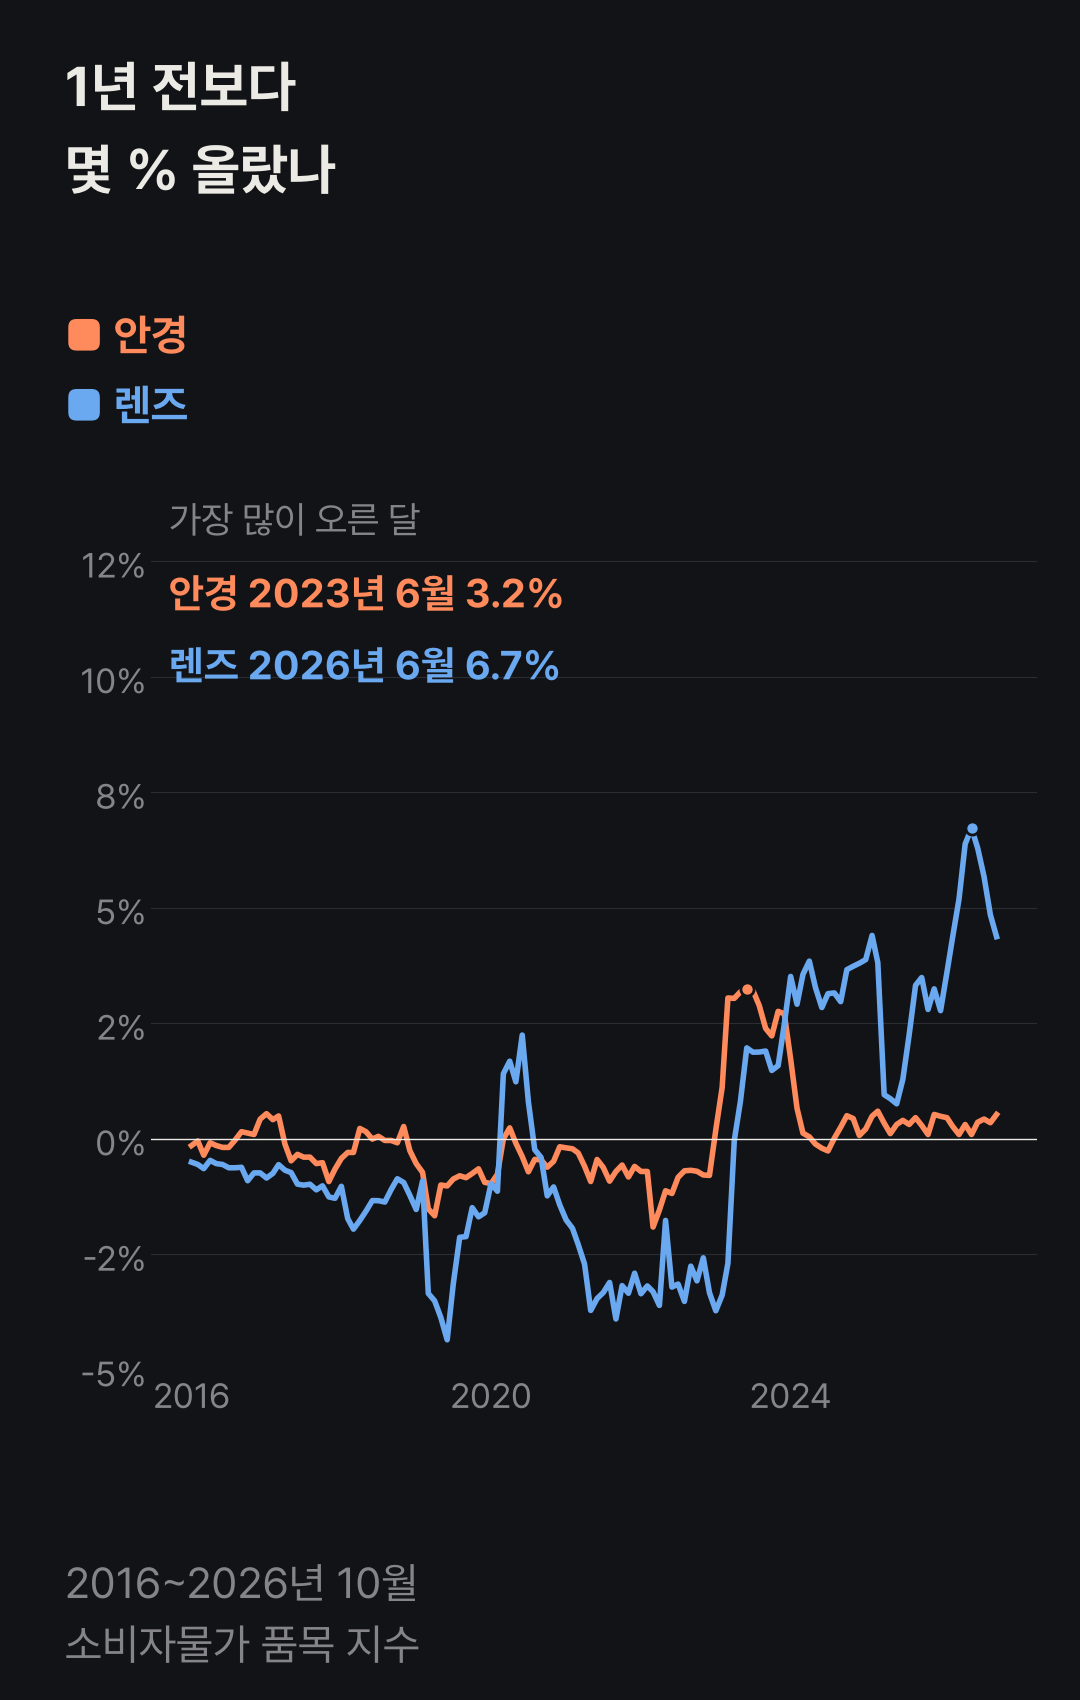 1년 전보다
몇 % 올랐나
안경
렌즈
가장 많이 오른 달
12%
안경 2023년 6월 3.2%
렌즈 2026년 6월 6.7%
10%
8%
5%
2%
0%
-2%
-5%
2016
2020
2024
2016~2026년 10월
소비자물가 품목 지수